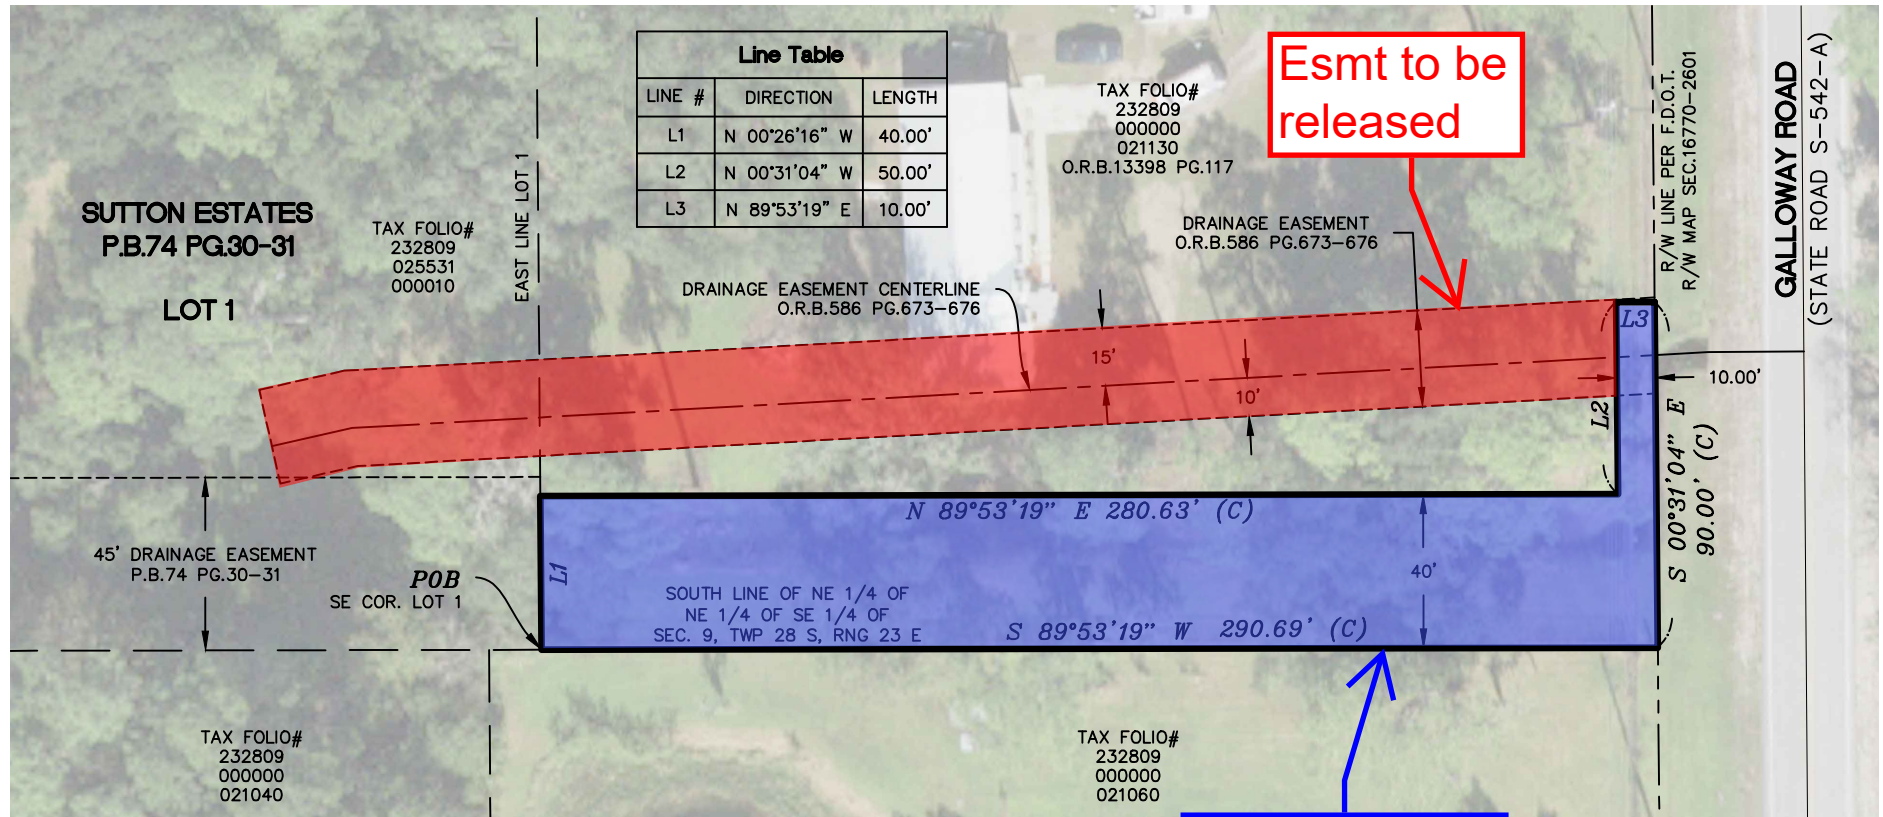 Line Table
LINE # DIRECTION LENGTH
L1 N 00°26'16" W 40.00'
L2 N 00°31'04" W 50.00'
L3 N 89°53'19" E 10.00'
Esmt to be
released
TAX FOLIO#
232809
000000
021130
O.R.B.13398 PG.117
R/W LINE PER F.D.O.T.
R/W MAP SEC.16770-2601
GALLOWAY ROAD
(STATE ROAD S-542-A)
SUTTON ESTATES
P.B.74 PG.30-31
LOT 1
TAX FOLIO#
232809
025531
000010
EAST LINE LOT 1
DRAINAGE EASEMENT
O.R.B.586 PG.673-676
DRAINAGE EASEMENT CENTERLINE
O.R.B.586 PG.673-676
15'
10'
L3
10.00'
L2
S 00°31'04" E
90.00' (C)
N 89°53'19" E 280.63' (C)
45' DRAINAGE EASEMENT
P.B.74 PG.30-31
POB
SE COR. LOT 1
L1
SOUTH LINE OF NE 1/4 OF
NE 1/4 OF SE 1/4 OF
SEC. 9, TWP 28 S, RNG 23 E
40'
S 89°53'19" W 290.69' (C)
TAX FOLIO#
232809
000000
021040
TAX FOLIO#
232809
000000
021060